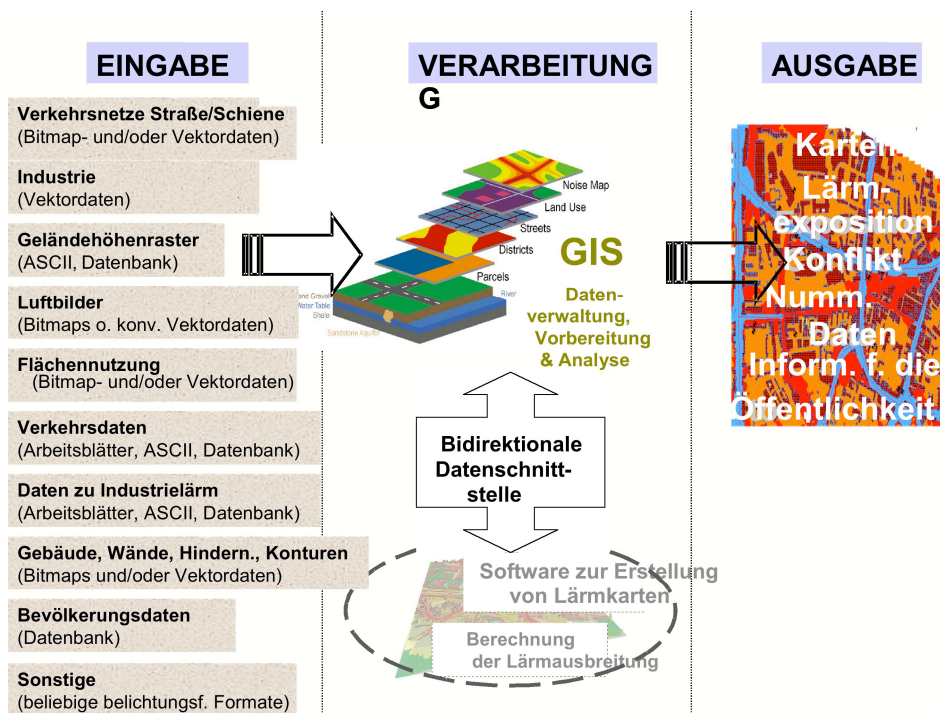 EINGABE
Verkehrsnetze Straße/Schiene
(Bitmap- und/oder Vektordaten)
Industrie
(Vektordaten)
Geländehöhenraster
(ASCII, Datenbank)
Luftbilder
(Bitmaps o. konv. Vektordaten)
Flächennutzung
(Bitmap- und/oder Vektordaten)
Verkehrsdaten
(Arbeitsblätter, ASCII, Datenbank)
Daten zu Industrielärm
(Arbeitsblätter, ASCII, Datenbank)
Gebäude, Wände, Hindern., Konturen
(Bitmaps und/oder Vektordaten)
Bevölkerungsdaten
(Datenbank)
Sonstige
(beliebige belichtungsf. Formate)
VERARBEITUNG
G
Noise Map
Land Use
Streets
Districts
Parcels
River
and Gravel
Water Table
Shale
Sandstone Aquifer
GIS
Daten-
verwaltung,
Vorbereitung
& Analyse
Bidirektionale
Datenschnitt-
stelle
Software zur Erstellung
von Lärmkarten
Berechnung
der Lärmausbreitung
AUSGABE
Karten
Lärm-
exposition
Konflikt
Numm.
Daten
Inform. f. die
Öffentlichkeit